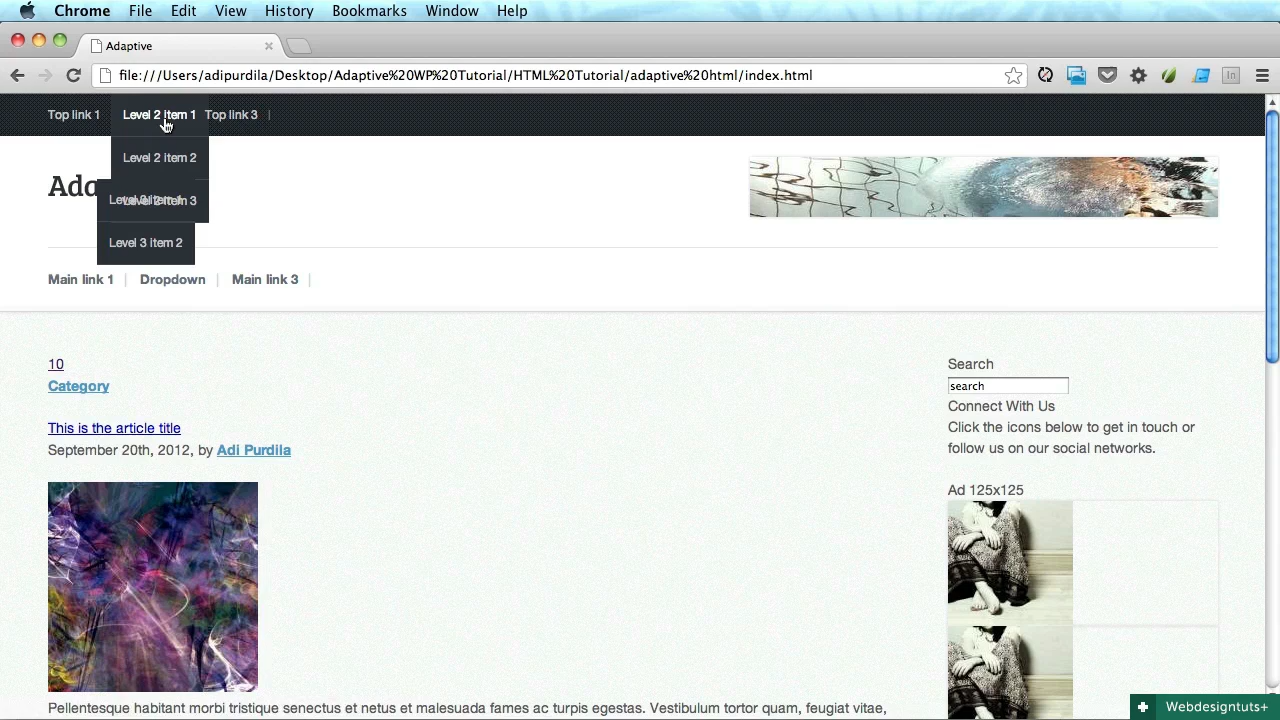 Chrome File Edit View History Bookmarks Window Help
Adaptive
file:///Users/adipurdila/Desktop/Adaptive%20WP%20Tutorial/HTML%20Tutorial/adaptive%20html/index.html
Top link 1 Level 2 item 1 Top link 3
Level 2 item 2
Ada
Level 2 item 3
Level 3 item 2
Main link 1 Dropdown Main link 3
10
Category
This is the article title
September 20th, 2012, by Adi Purdila
Pellentesque habitant morbi tristique senectus et netus et malesuada fames ac turpis egestas. Vestibulum tortor quam, feugiat vitae,
Search
search
Connect With Us
Click the icons below to get in touch or
follow us on our social networks.
Ad 125x125
Webdesigntuts+